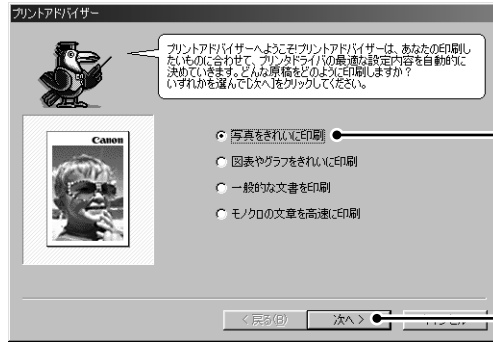 プリントアドバイザー
プリントアドバイザーへようこそ!プリントアドバイザーは、あなたの印刷し
たいものに合わせて、プリンタドライバの最適な設定内容を自動的に
決めていきます。どんな原稿をどのように印刷しますか？
いずれかを選んで[次へ]をクリックしてください。
Canon
写真をきれいに印刷
図表やグラフをきれいに印刷
一般的な文書を印刷
モノクロの文章を高速に印刷
< 戻る(B)
次へ >